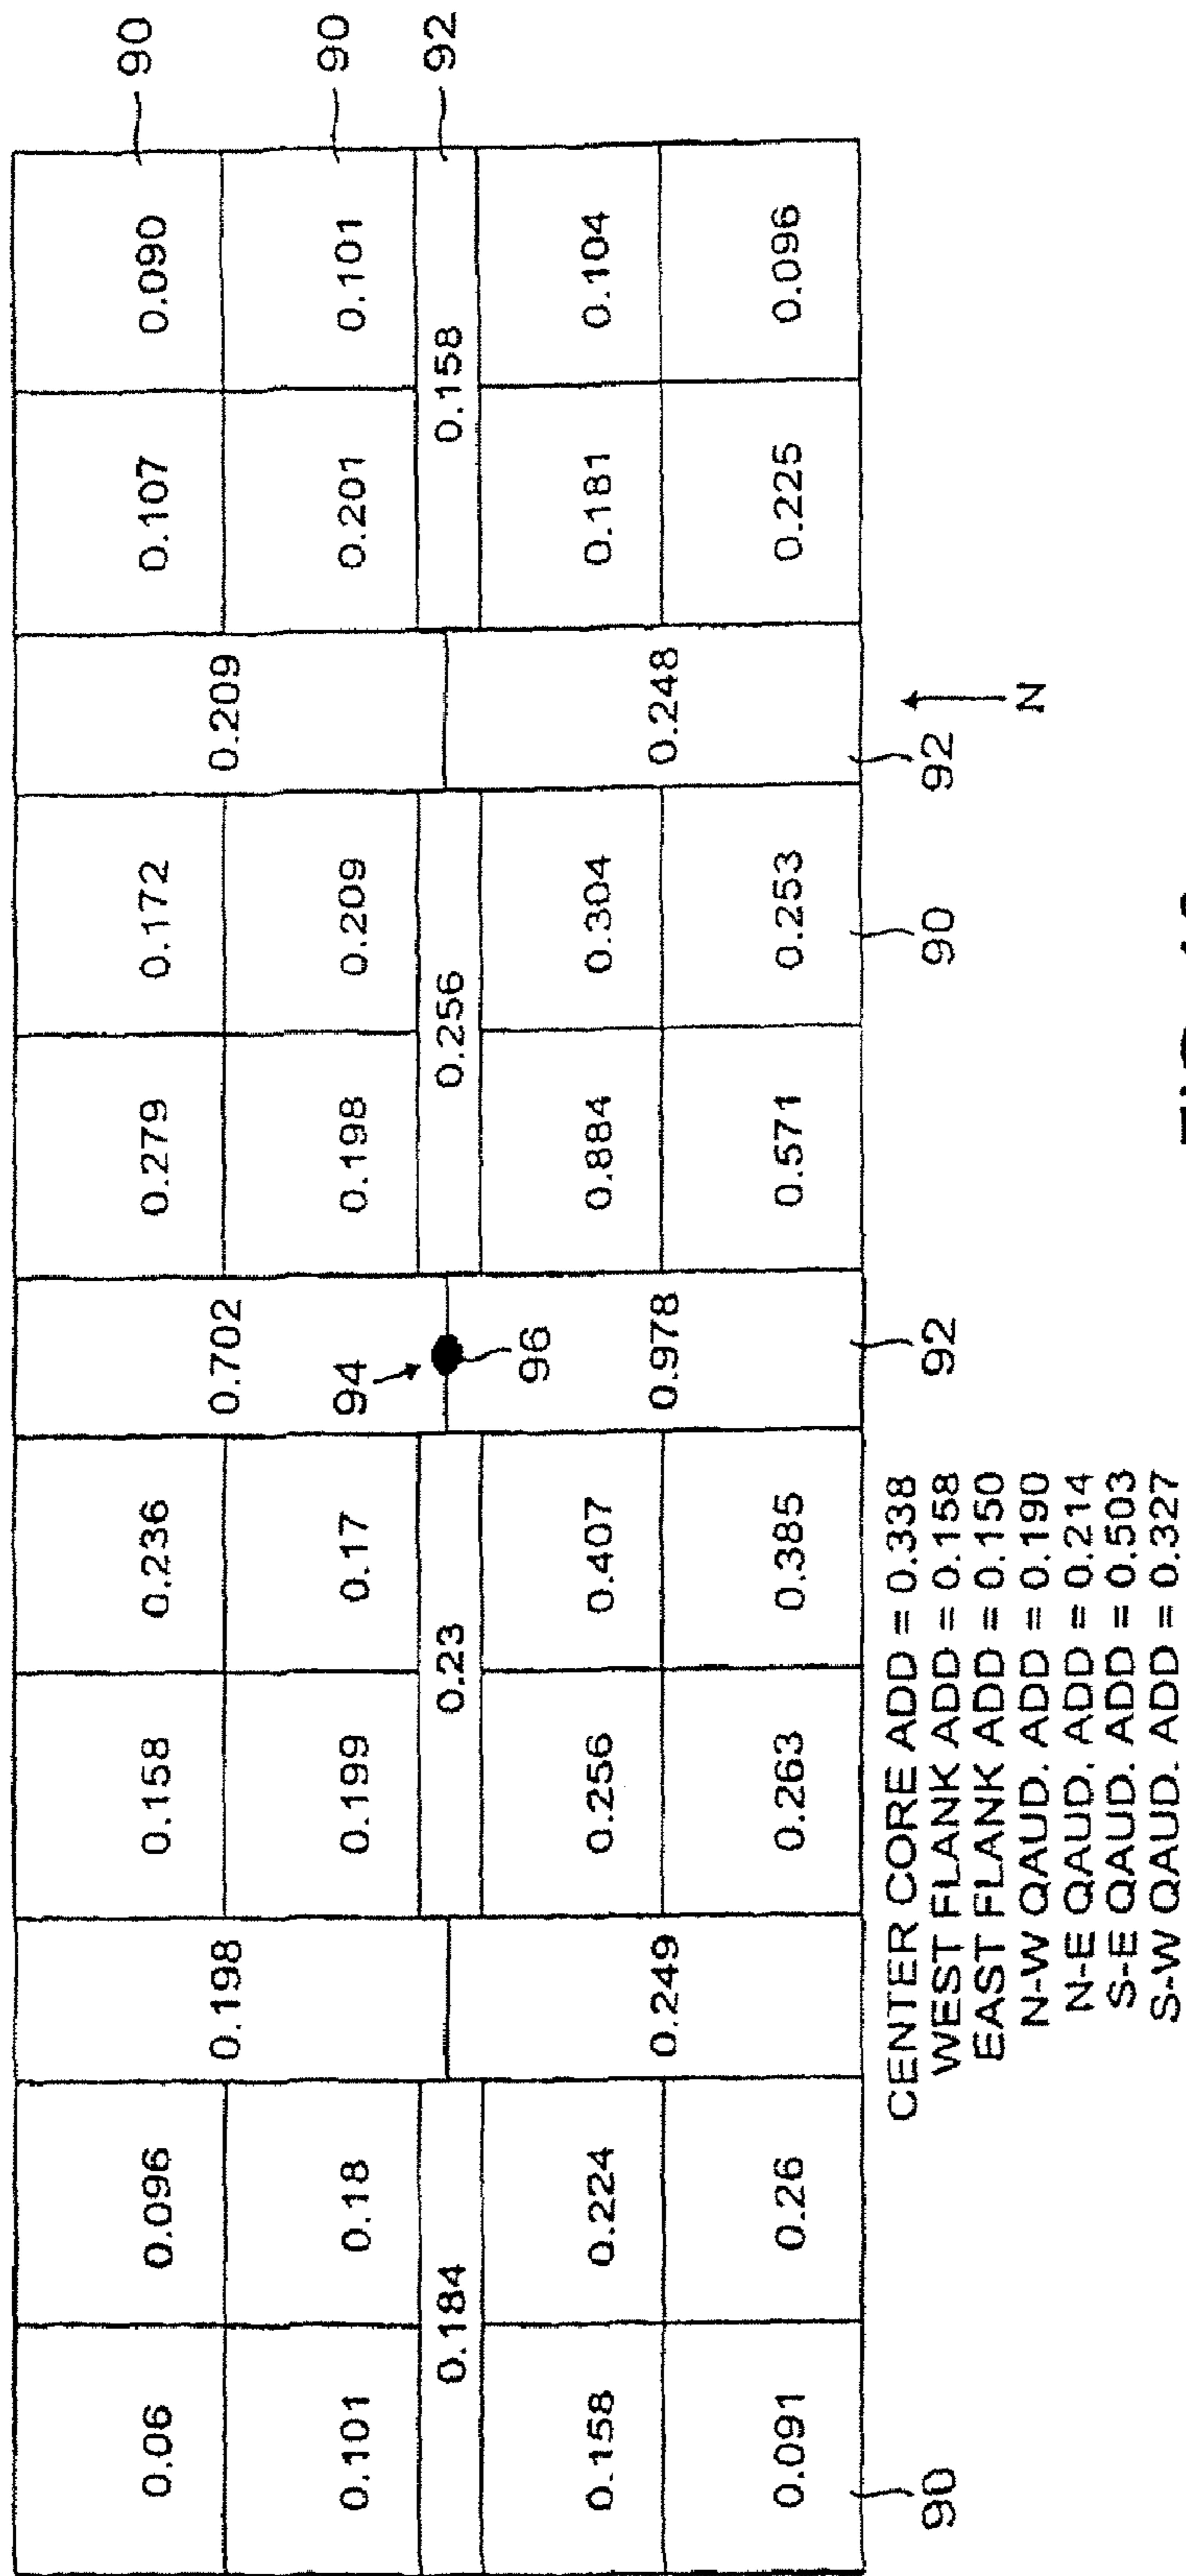 0.06 0.096 0.158 0.236 0.279 0.172 0.107 0.090 90
0.198 0.702 0.209
0.101 0.18 0.199 0.17 94 0.198 0.209 0.201 0.101 90
0.184 0.23 0.256 0.158 92
96
0.158 0.224 0.256 0.407 0.884 0.304 0.181 0.104
0.249 0.978 0.248
0.091 0.26 0.263 0.385 0.571 0.253 0.225 0.096
90 92 90 92
N
CENTER CORE ADD = 0.338
WEST FLANK ADD = 0.158
EAST FLANK ADD = 0.150
N-W QAUD. ADD = 0.190
N-E QAUD. ADD = 0.214
S-E QAUD. ADD = 0.503
S-W QAUD. ADD = 0.327